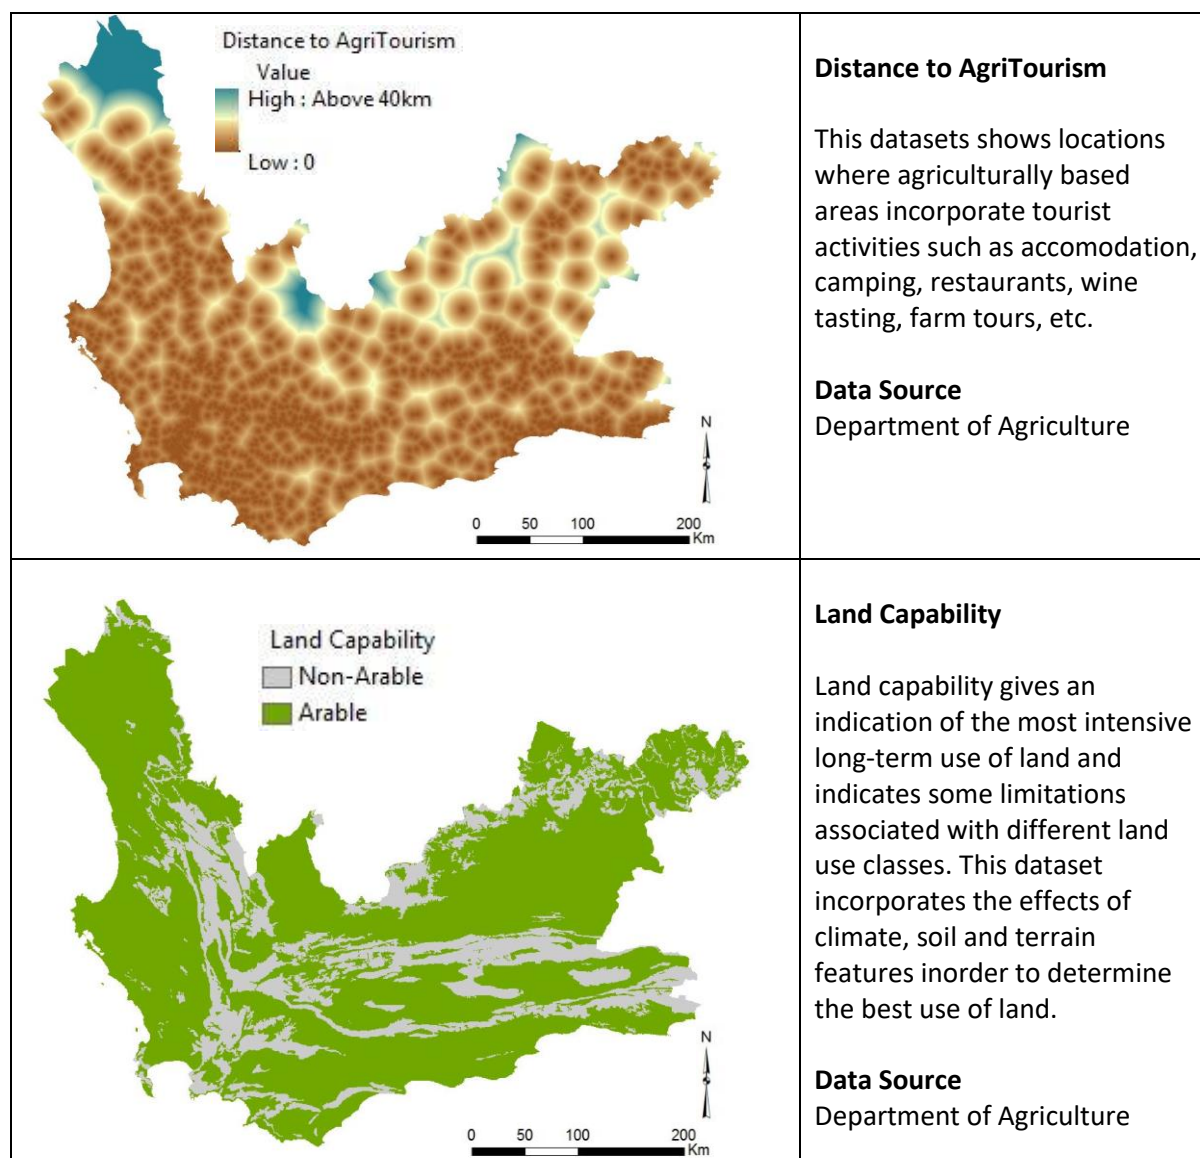 Distance to AgriTourism
Value
High : Above 40km
Low : 0
N
0 50 100 200
Km
Distance to AgriTourism
This datasets shows locations
where agriculturally based
areas incorporate tourist
activities such as accomodation,
camping, restaurants, wine
tasting, farm tours, etc.
Data Source
Department of Agriculture
Land Capability
Non-Arable
Arable
N
0 50 100 200
Km
Land Capability
Land capability gives an
indication of the most intensive
long-term use of land and
indicates some limitations
associated with different land
use classes. This dataset
incorporates the effects of
climate, soil and terrain
features inorder to determine
the best use of land.
Data Source
Department of Agriculture